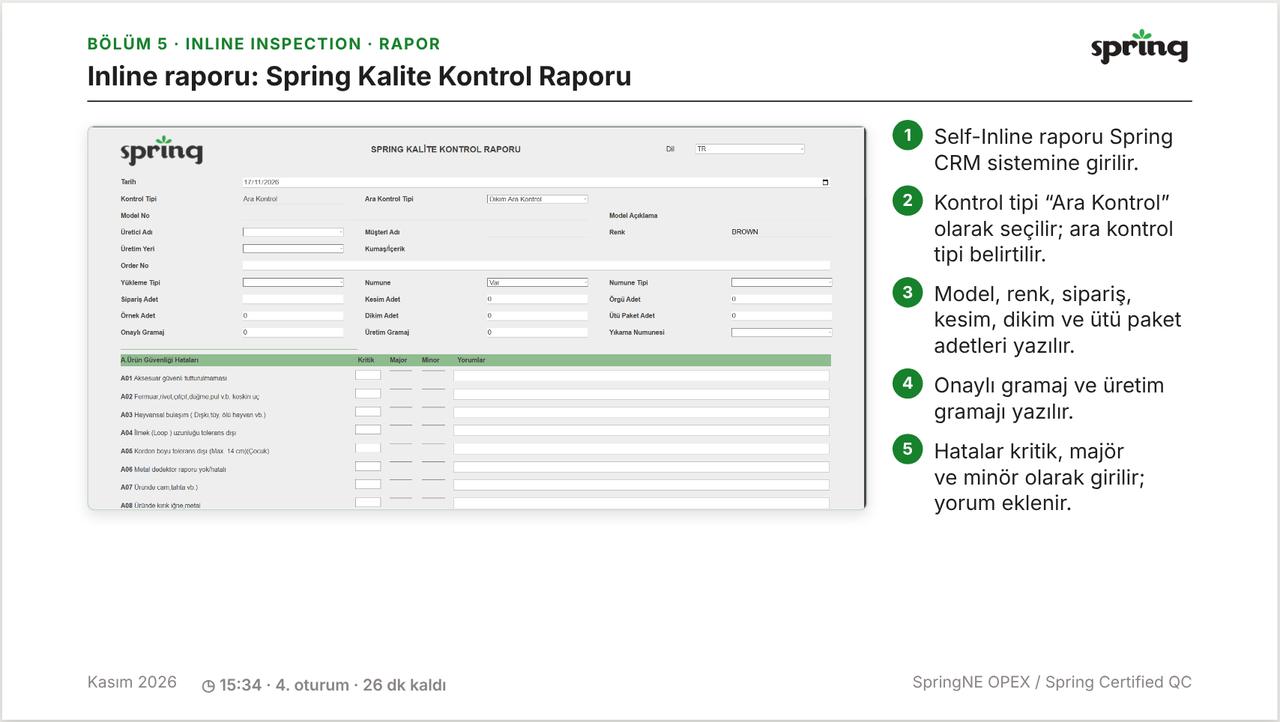 BÖLÜM 5 · INLINE INSPECTION · RAPOR
spring
Inline raporu: Spring Kalite Kontrol Raporu
spring
SPRING KALİTE KONTROL RAPORU
Dil TR
Tarih 17/11/2026
Kontrol Tipi Ara Kontrol Ara Kontrol Tipi Dikim Ara Kontrol
Model No Model Açıklama
Üretici Adı Müşteri Adı Renk BROWN
Üretim Yeri Kumaş/İçerik
Order No
Yükleme Tipi Numune Var Numune Tipi
Sipariş Adet Kesim Adet 0 Örgü Adet 0
Örnek Adet 0 Dikim Adet 0 Ütü Paket Adet 0
Onaylı Gramaj 0 Üretim Gramaj 0 Yıkama Numunesi
A.Ürün Güvenliği Hataları Kritik Major Minor Yorumlar
A01 Aksesuar güvenli tutturulmaması
A02 Fermuar,rivet,çıtçıt,düğme,pul v.b. keskin uç
A03 Hayvansal bulaşım ( Dışkı,tüy, ölü hayvan vb.)
A04 İlmek (Loop ) uzunluğu tolerans dışı
A05 Kordon boyu tolerans dışı (Max. 14 cm)(Çocuk)
A06 Metal dedektör raporu yok/hatalı
A07 Üründe cam,tahta vb.)
A08 Üründe kırık iğne,metal
1 Self-Inline raporu Spring
CRM sistemine girilir.
2 Kontrol tipi “Ara Kontrol”
olarak seçilir; ara kontrol
tipi belirtilir.
3 Model, renk, sipariş,
kesim, dikim ve ütü paket
adetleri yazılır.
4 Onaylı gramaj ve üretim
gramajı yazılır.
5 Hatalar kritik, majör
ve minör olarak girilir;
yorum eklenir.
Kasım 2026
15:34 · 4. oturum · 26 dk kaldı
SpringNE OPEX / Spring Certified QC